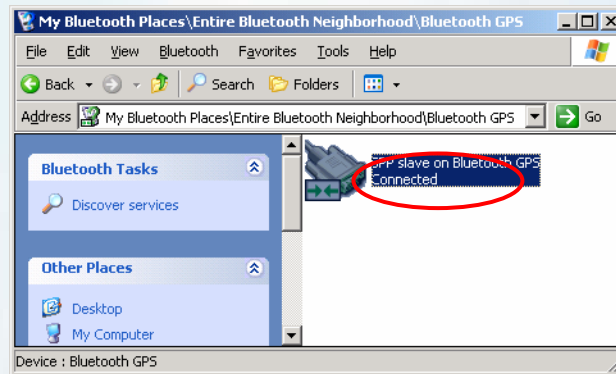 My Bluetooth Places\Entire Bluetooth Neighborhood\Bluetooth GPS
File Edit View Bluetooth Favorites Tools Help
Back Search Folders
Address My Bluetooth Places\Entire Bluetooth Neighborhood\Bluetooth GPS Go
Bluetooth Tasks
Discover services
Other Places
Desktop
My Computer
SPP slave on Bluetooth GPS
Connected
Device : Bluetooth GPS